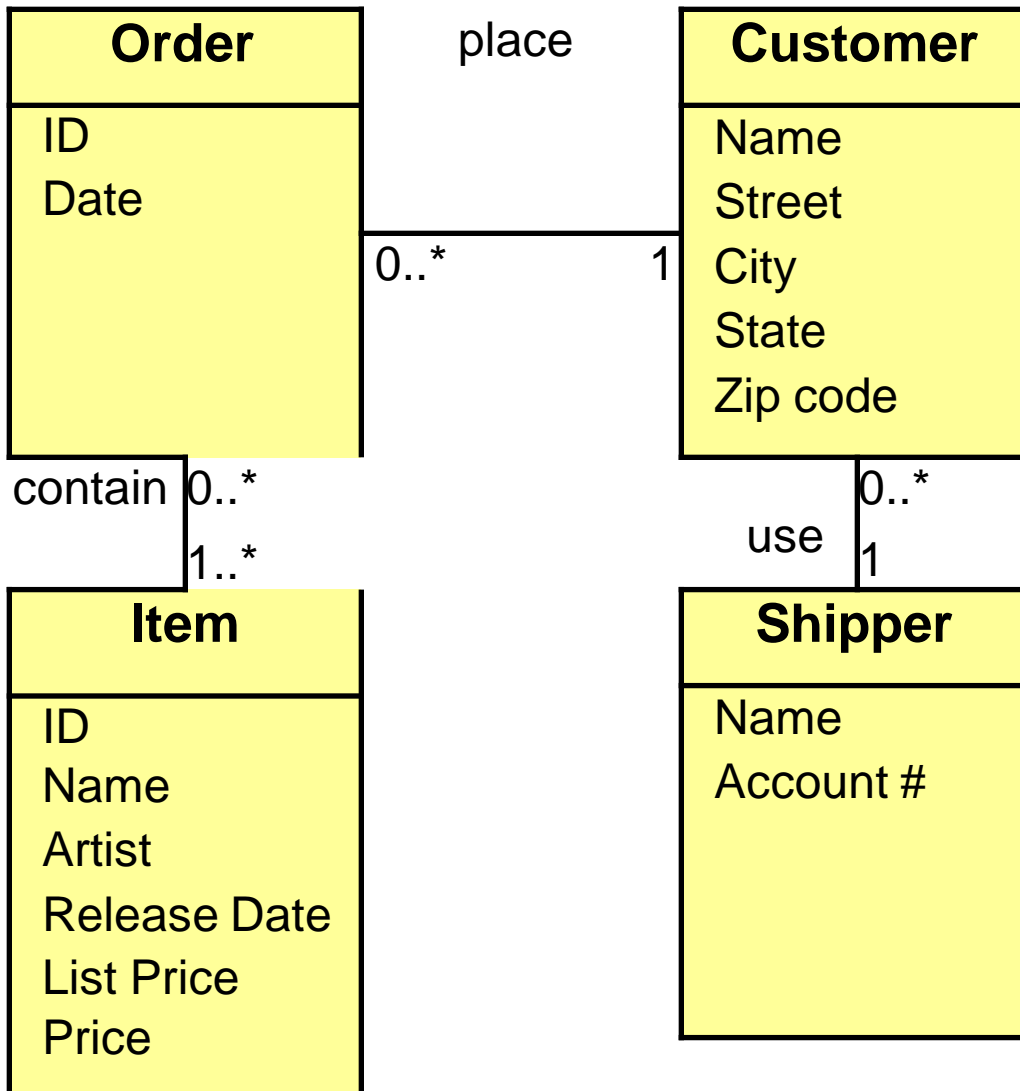 Order
ID
Date
place
0..*
1
Customer
Name
Street
City
State
Zip code
contain
0..*
1..*
use
0..*
1
Item
ID
Name
Artist
Release Date
List Price
Price
Shipper
Name
Account #